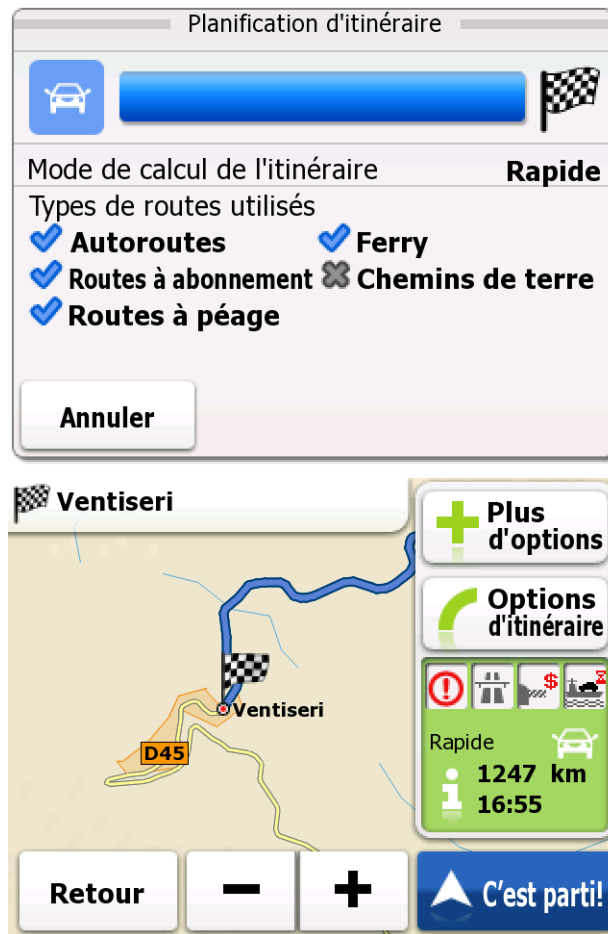 Planification d'itinéraire
Mode de calcul de l'itinéraire Rapide
Types de routes utilisés
Autoroutes Ferry
Routes à abonnement Chemins de terre
Routes à péage
Annuler
Ventiseri
Plus
d'options
Options
d'itinéraire
$
Ventiseri
D45
Rapide
1247 km
16:55
Retour
C'est parti!